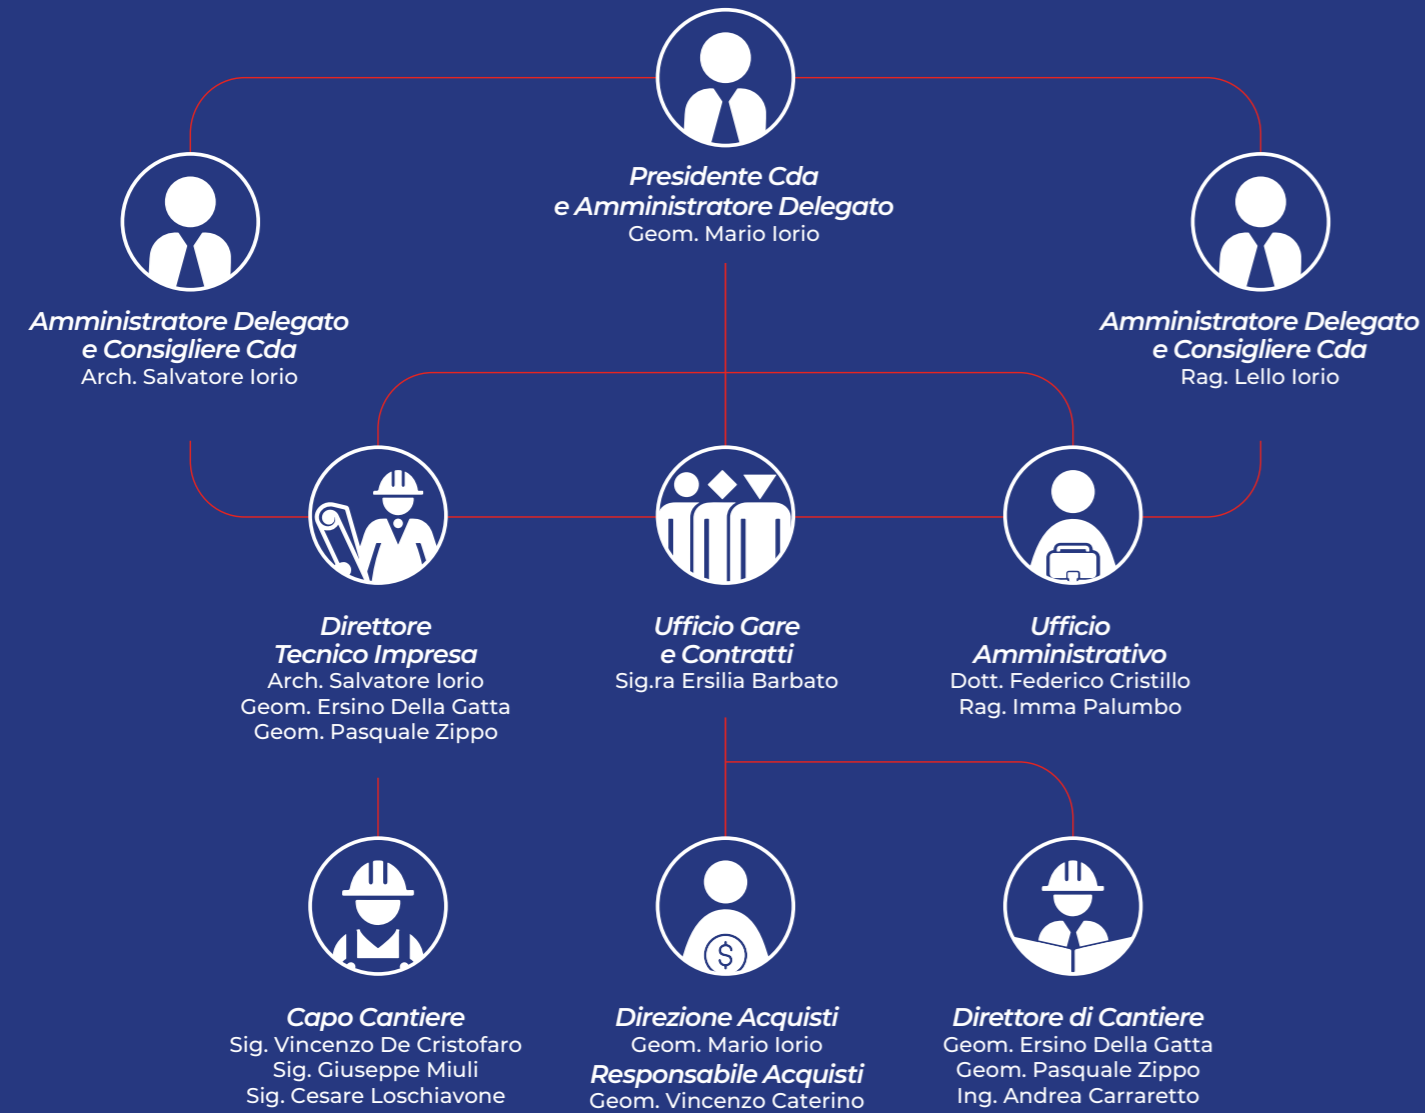 Presidente Cda
e Amministratore Delegato
Geom. Mario Iorio
Amministratore Delegato
e Consigliere Cda
Arch. Salvatore Iorio
Amministratore Delegato
e Consigliere Cda
Rag. Lello Iorio
Direttore
Tecnico Impresa
Arch. Salvatore Iorio
Geom. Ersino Della Gatta
Geom. Pasquale Zippo
Ufficio Gare
e Contratti
Sig.ra Ersilia Barbato
Ufficio
Amministrativo
Dott. Federico Cristillo
Rag. Imma Palumbo
Capo Cantiere
Sig. Vincenzo De Cristofaro
Sig. Giuseppe Miuli
Sig. Cesare Loschiavone
$
Direzione Acquisti
Geom. Mario Iorio
Responsabile Acquisti
Geom. Vincenzo Caterino
Direttore di Cantiere
Geom. Ersino Della Gatta
Geom. Pasquale Zippo
Ing. Andrea Carraretto